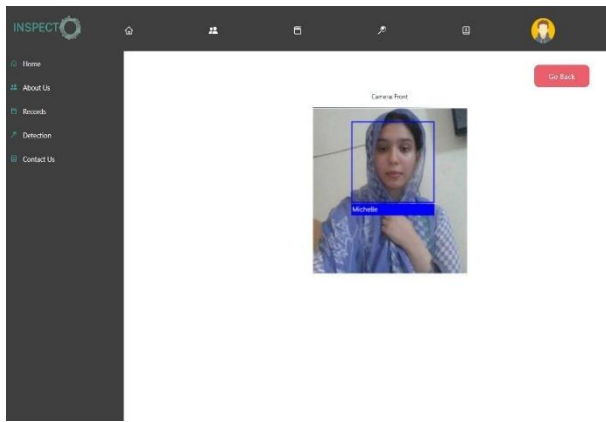 INSPECT
Home
About Us
Records
Detection
Contact Us
Go Back
Camera Front
Michelle